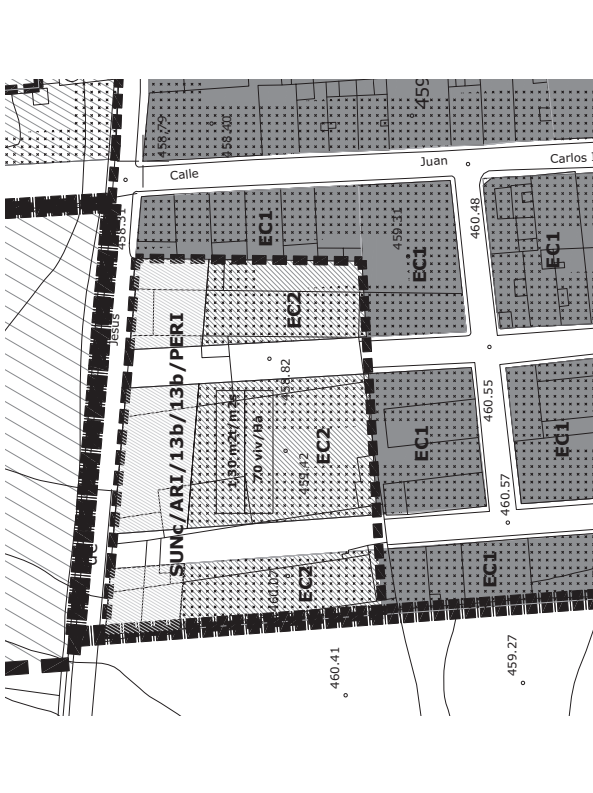 459
458.79
458.40
Calle
Juan
Carlos I
458.31
EC1
459.31
EC1
460.48
EC1
Jesus
EC2
SUNc/ARI/13b/13b/PERI
458.82
1,30 m2t/m2s
70 viv/Ha
EC2
459.42
EC1
460.55
EC1
460.57
EC1
EC2
460.07
460.41
459.27